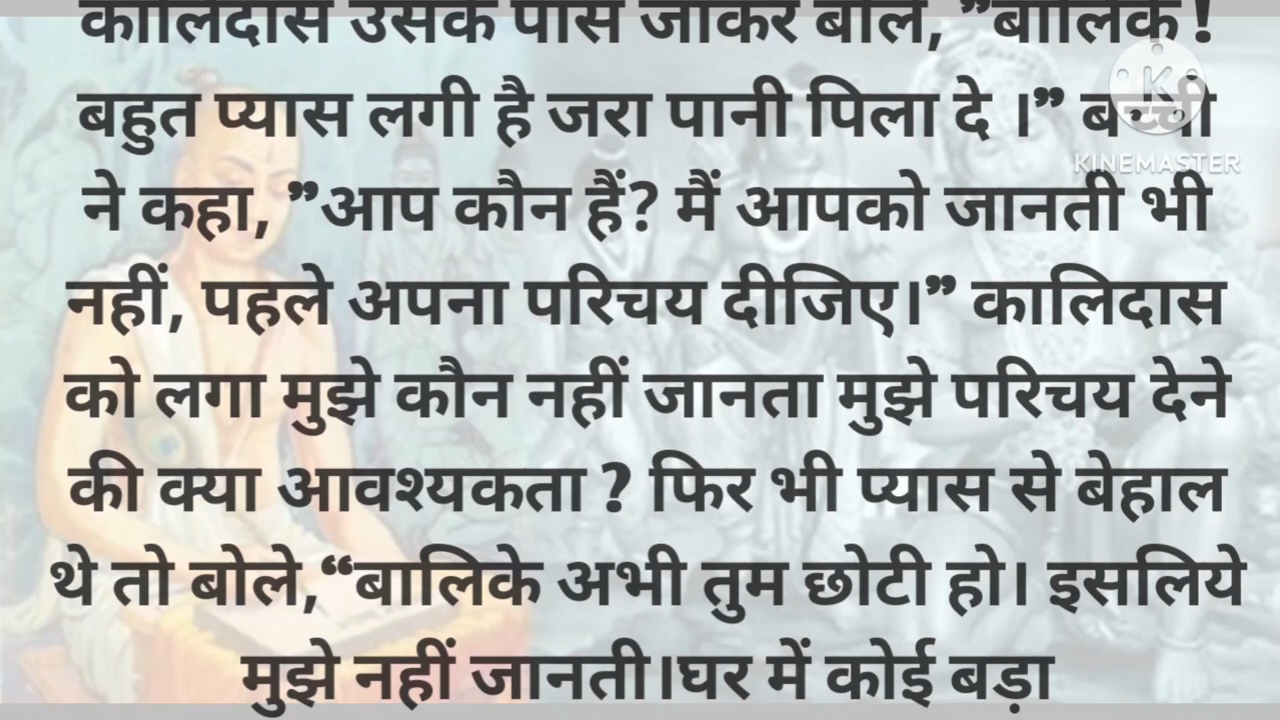 कालिदास उसके पास जाकर बोले, ”बालिके!
बहुत प्यास लगी है जरा पानी पिला दे ।” बच्ची
ने कहा, ”आप कौन हैं? मैं आपको जानती भी
नहीं, पहले अपना परिचय दीजिए।” कालिदास
को लगा मुझे कौन नहीं जानता मुझे परिचय देने
की क्या आवश्यकता ? फिर भी प्यास से बेहाल
थे तो बोले,“बालिके अभी तुम छोटी हो। इसलिये
मुझे नहीं जानती।घर में कोई बड़ा
K
KINEMASTER